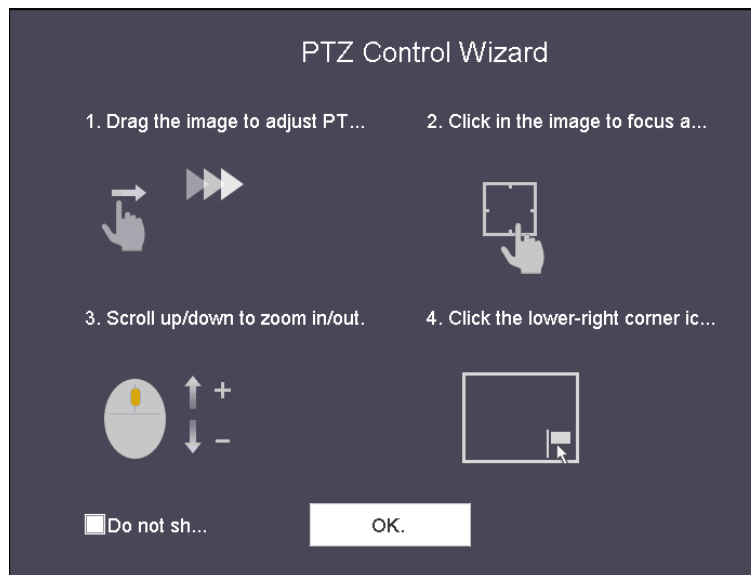 PTZ Control Wizard
1. Drag the image to adjust PT...
2. Click in the image to focus a...
3. Scroll up/down to zoom in/out.
4. Click the lower-right corner ic...
Do not sh...
OK.